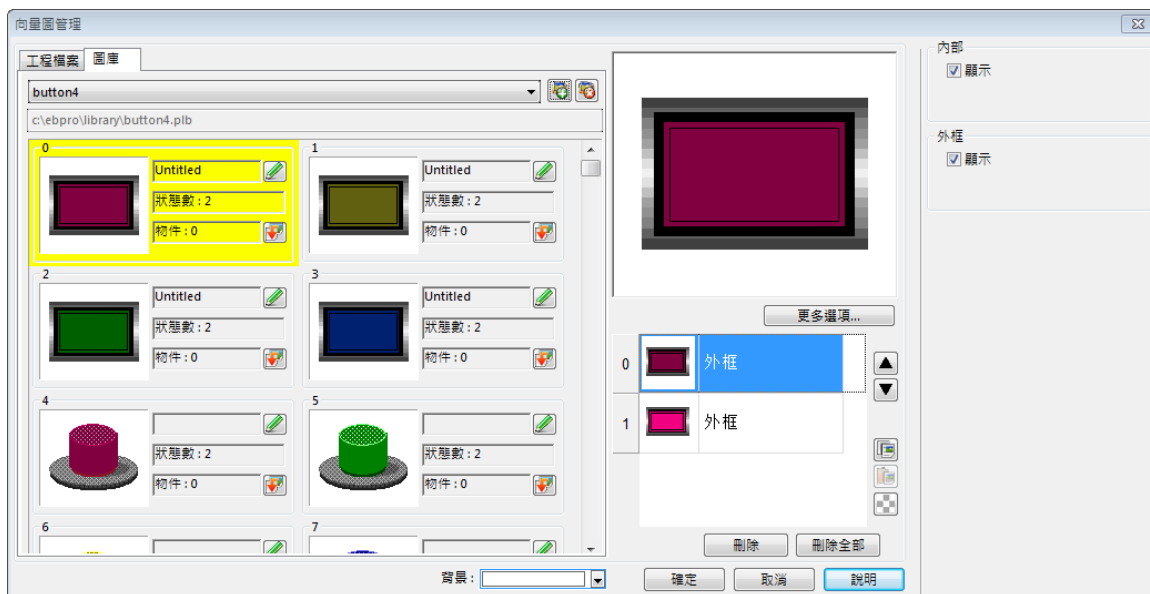 向量圖管理
工程檔案
圖庫
button4
c:\ebpro\library\button4.plb
0
Untitled
狀態數 : 2
物件 : 0
1
Untitled
狀態數 : 2
物件 : 0
2
Untitled
狀態數 : 2
物件 : 0
3
Untitled
狀態數 : 2
物件 : 0
4
狀態數 : 2
物件 : 0
5
狀態數 : 2
物件 : 0
6
7
更多選項...
0 外框
1 外框
刪除
刪除全部
背景 :
確定
取消
說明
內部
顯示
外框
顯示